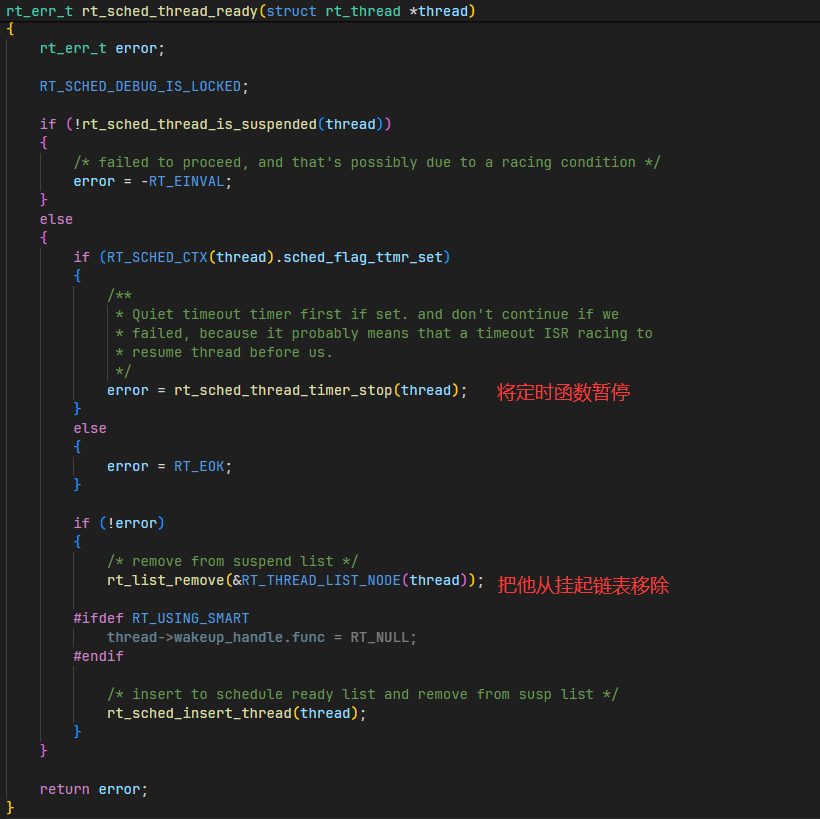 rt_err_t rt_sched_thread_ready(struct rt_thread *thread)
{
    rt_err_t error;

    RT_SCHED_DEBUG_IS_LOCKED;

    if (!rt_sched_thread_is_suspended(thread))
    {
        /* failed to proceed, and that's possibly due to a racing condition */
        error = -RT_EINVAL;
    }
    else
    {
        if (RT_SCHED_CTX(thread).sched_flag_ttmr_set)
        {
            /**
             * Quiet timeout timer first if set. and don't continue if we
             * failed, because it probably means that a timeout ISR racing to
             * resume thread before us.
             */
            error = rt_sched_thread_timer_stop(thread); 将定时函数暂停
        }
        else
        {
            error = RT_EOK;
        }

        if (!error)
        {
            /* remove from suspend list */
            rt_list_remove(&RT_THREAD_LIST_NODE(thread)); 把他从挂起链表移除

        #ifdef RT_USING_SMART
            thread->wakeup_handle.func = RT_NULL;
        #endif

            /* insert to schedule ready list and remove from susp list */
            rt_sched_insert_thread(thread);
        }
    }

    return error;
}